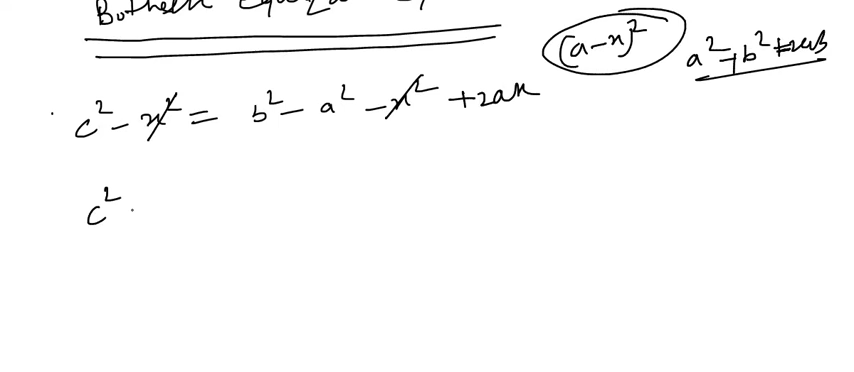 (a-x)² a²+b²+2ab
c² - x² = b² - a² - x² + 2ax
c²